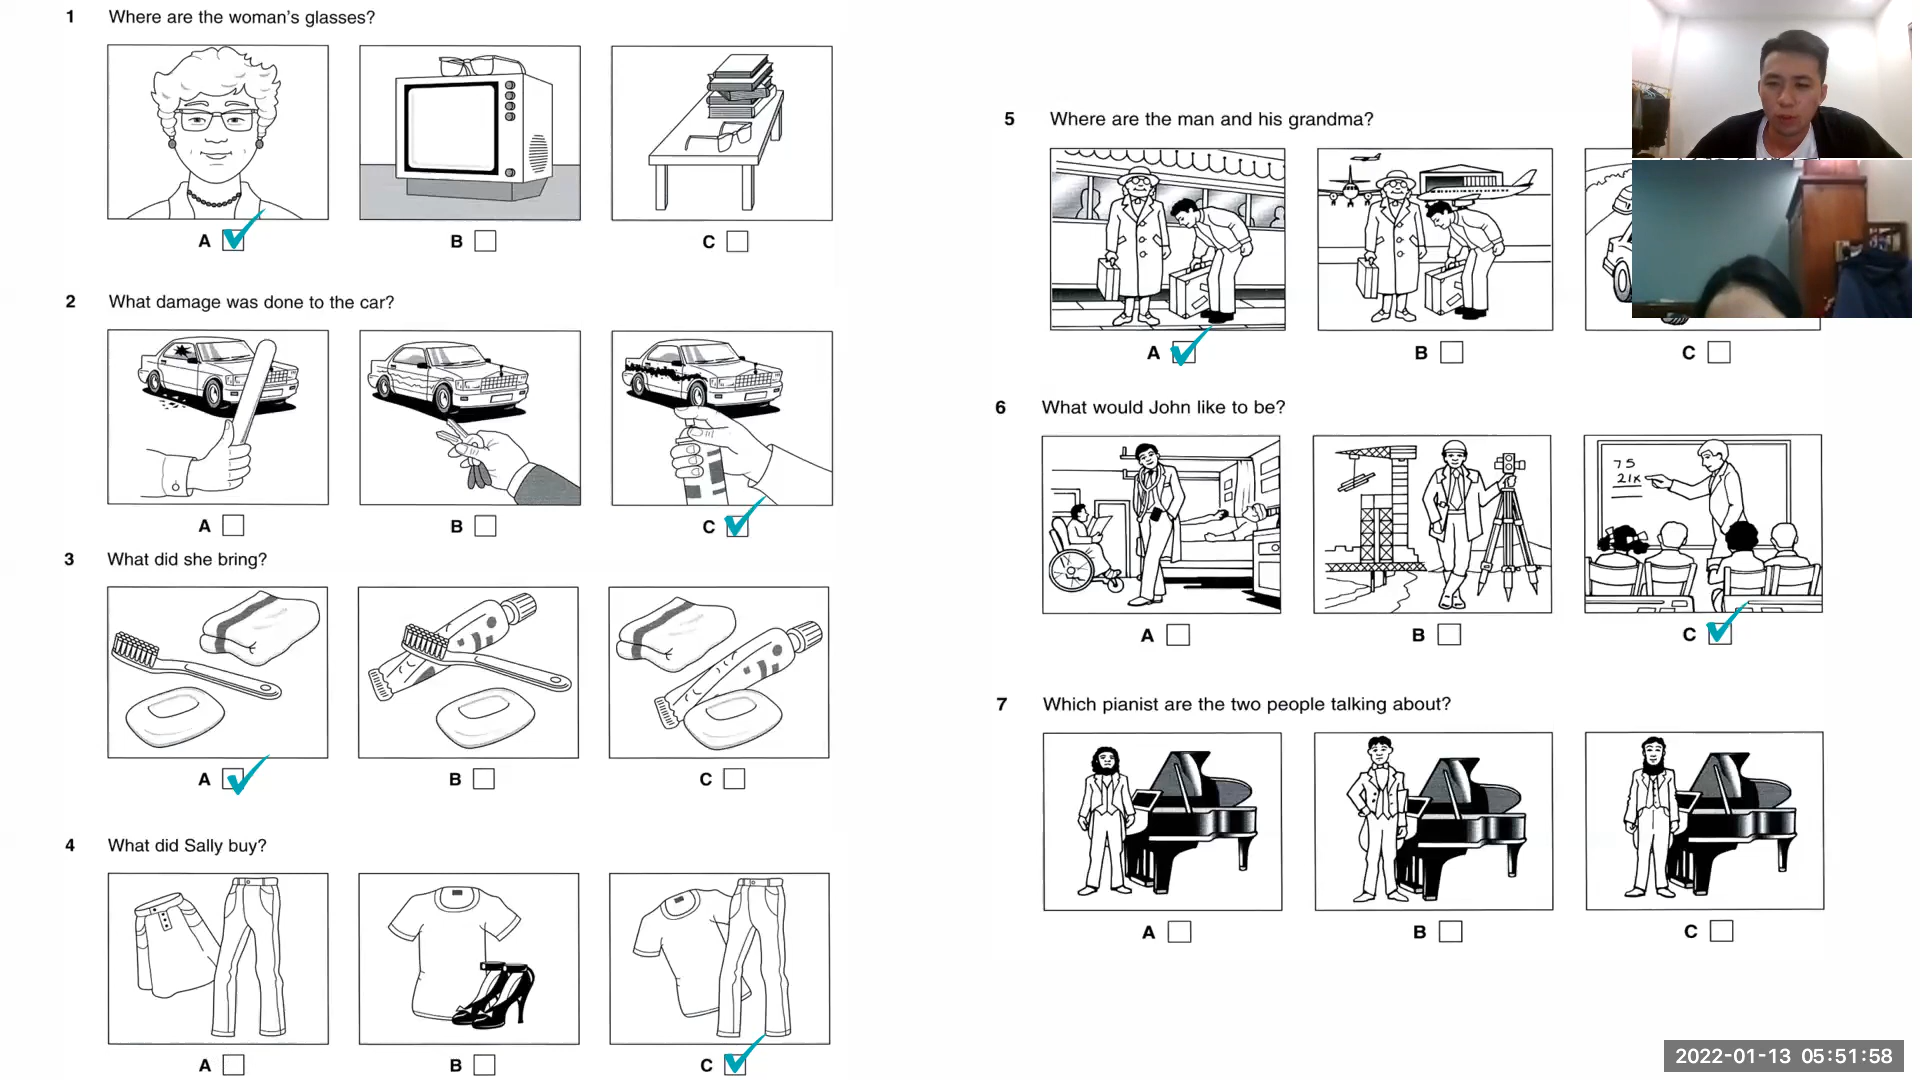 1 Where are the woman's glasses?
A B C
2 What damage was done to the car?
A B C
3 What did she bring?
A B C
4 What did Sally buy?
A B C
5 Where are the man and his grandma?
A B C
6 What would John like to be?
75
21x
A B C
7 Which pianist are the two people talking about?
A B C
2022-01-13 05:51:58